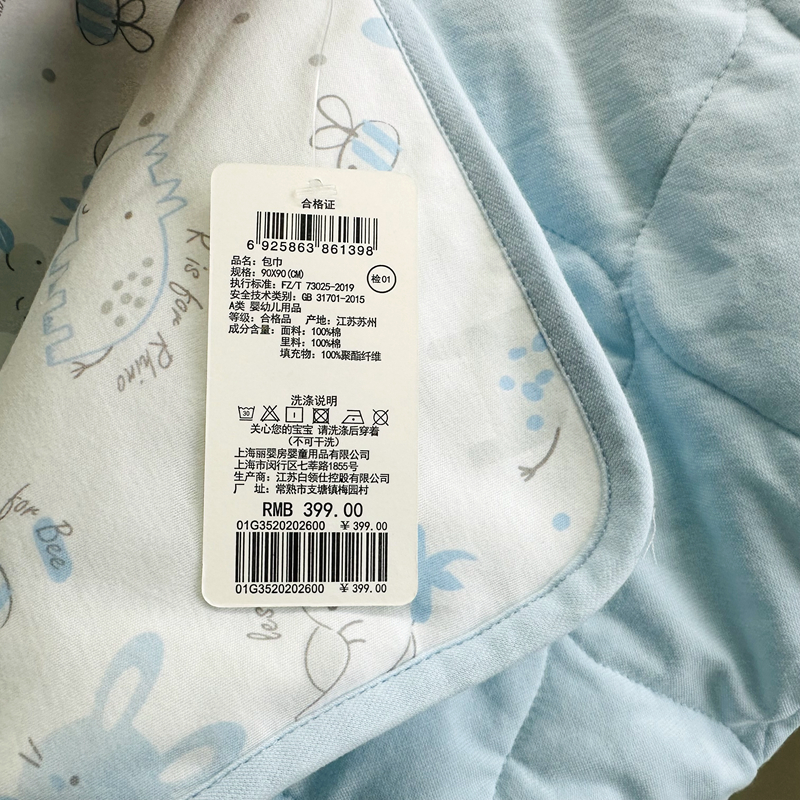 合格证
6 925863 861398
品名：包巾
规格：90X90(CM)
检01
执行标准：FZ/T 73025-2019
安全技术类别：GB 31701-2015
A类 婴幼儿用品
等级：合格品 产地：江苏苏州
成分含量：面料：100%棉
里料：100%棉
填充物：100%聚酯纤维
洗涤说明
30
关心您的宝宝 请洗涤后穿着
(不可干洗)
上海丽婴房婴童用品有限公司
上海市闵行区七莘路1855号
生产商：江苏白领仕控股有限公司
厂 址：常熟市支塘镇梅园村
RMB 399.00
01G3520202600 ¥ 399.00
01G3520202600 ¥ 399.00
R is for Rhino
for Bee